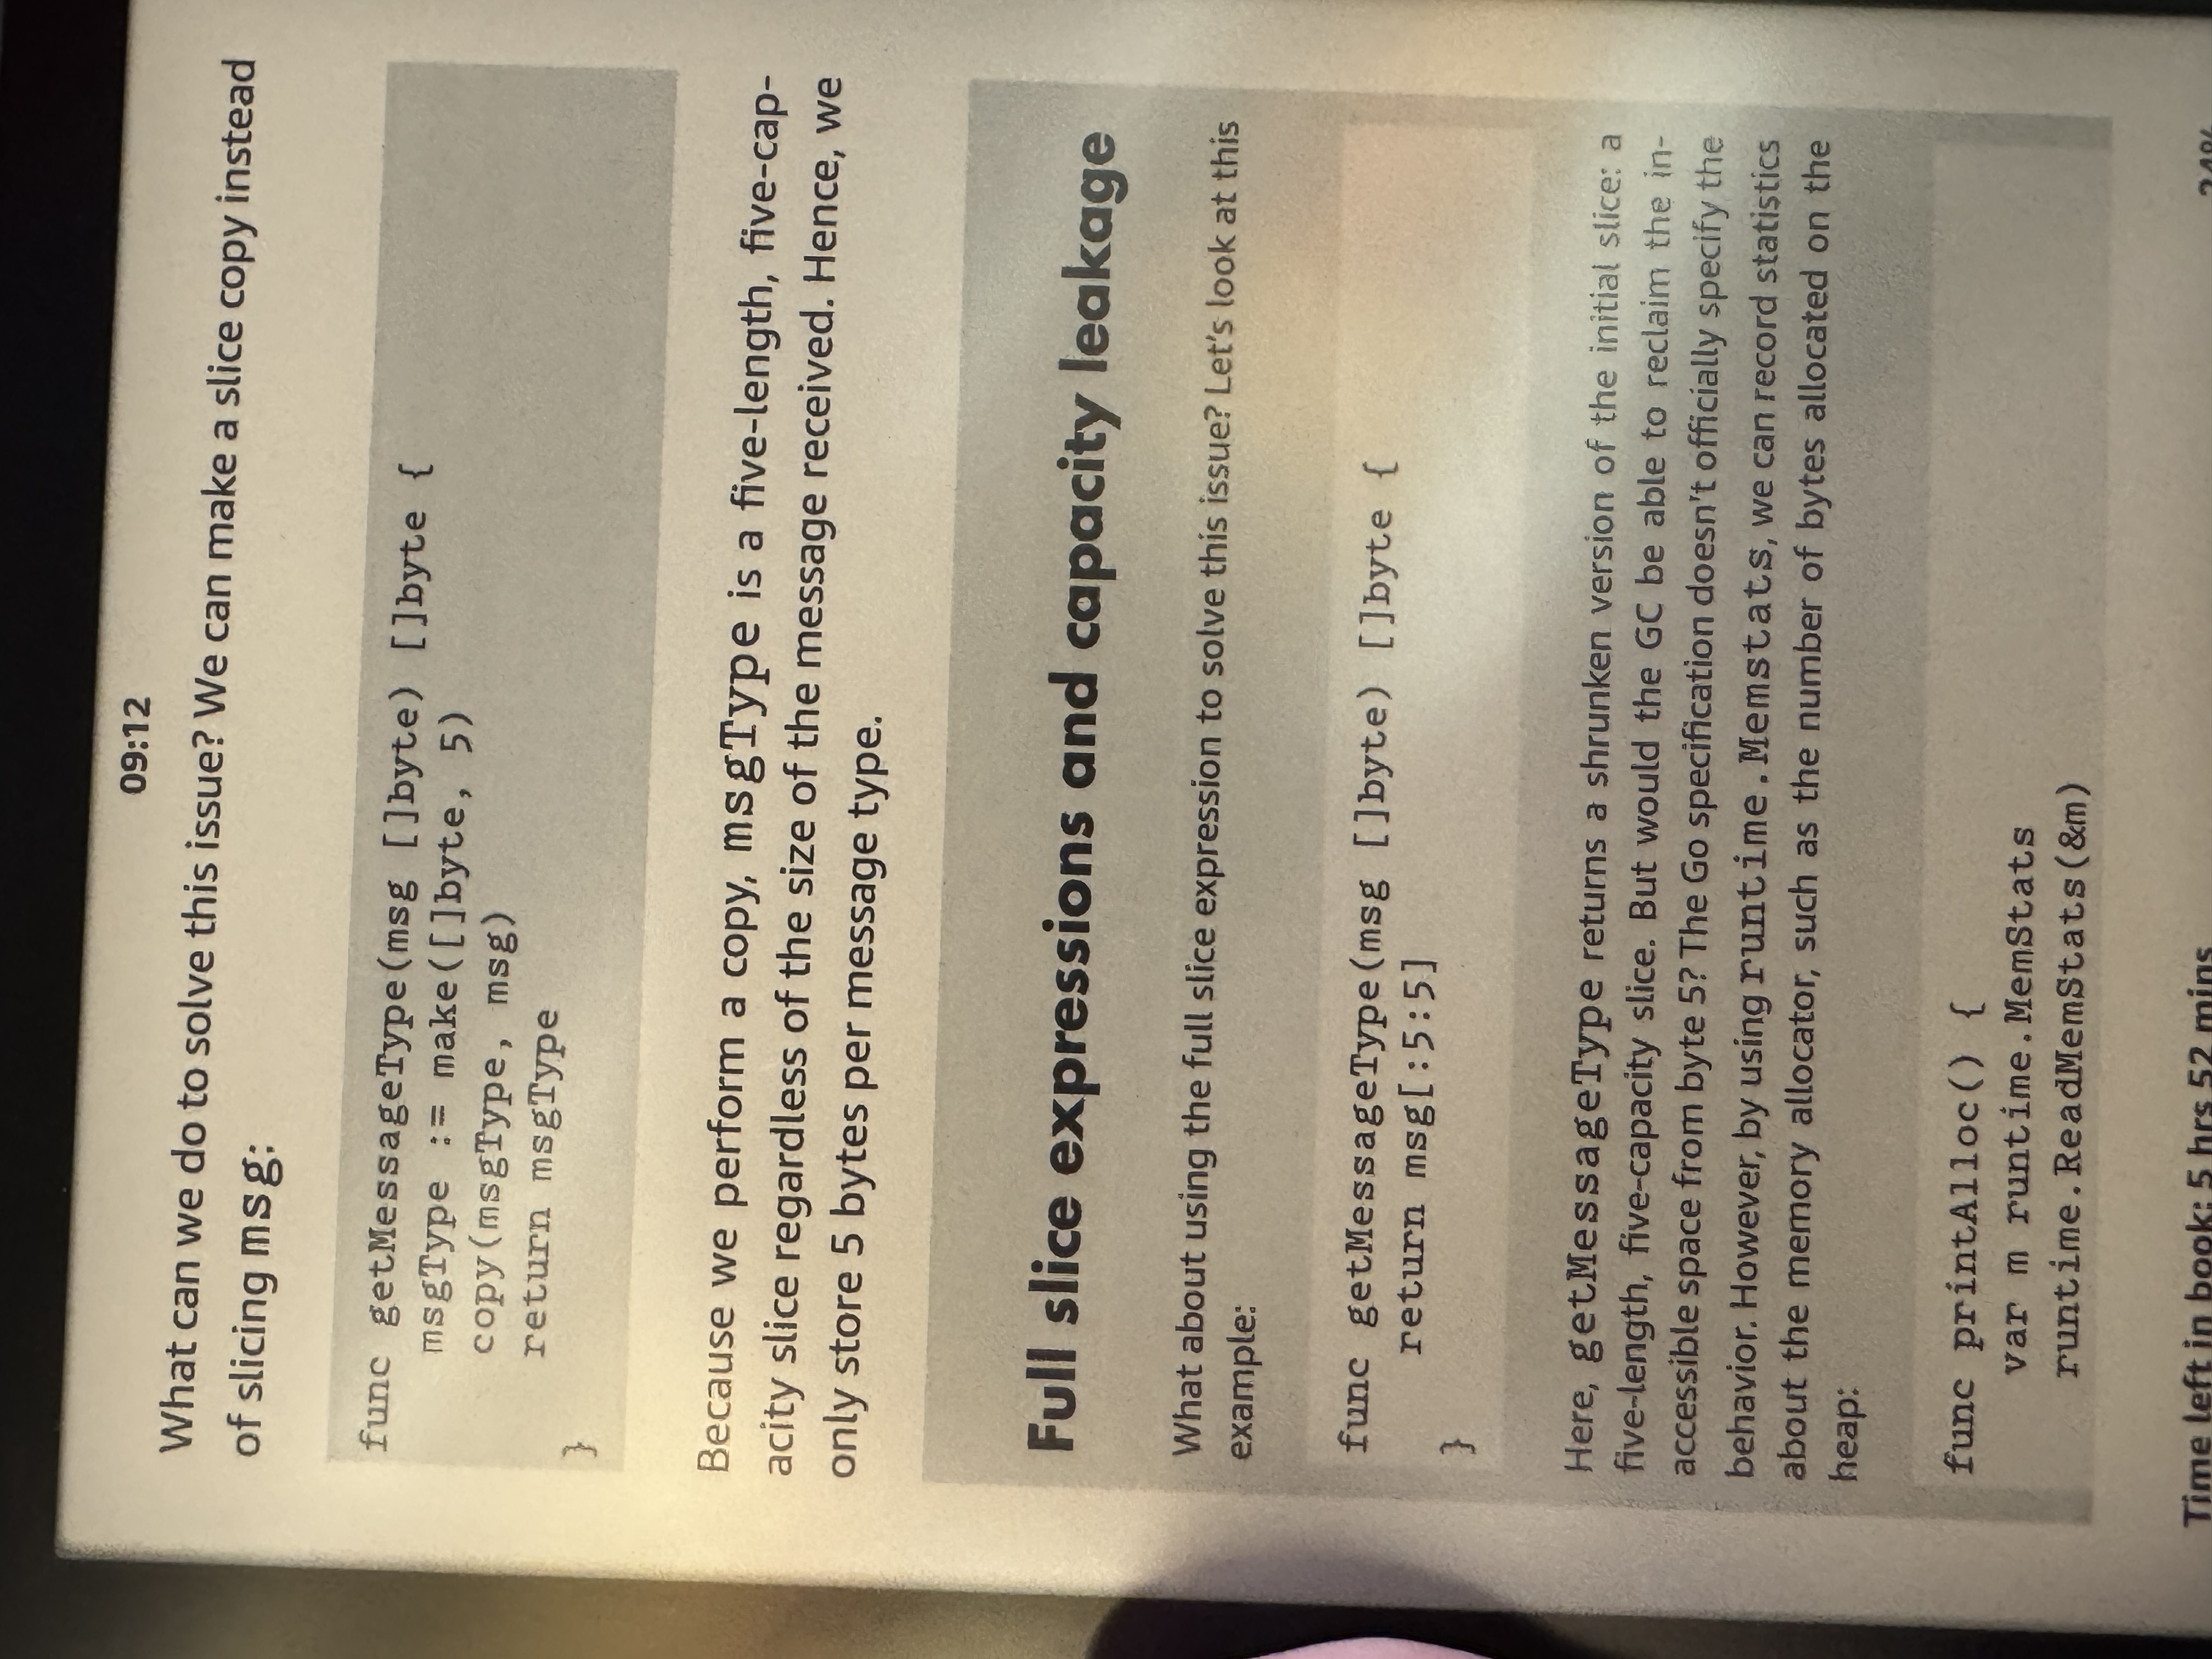 09:12
What can we do to solve this issue? We can make a slice copy instead
of slicing msg:
func getMessageType(msg []byte) []byte {
    msgType := make([]byte, 5)
    copy(msgType, msg)
    return msgType
}
Because we perform a copy, msgType is a five-length, five-cap-
acity slice regardless of the size of the message received. Hence, we
only store 5 bytes per message type.
Full slice expressions and capacity leakage
What about using the full slice expression to solve this issue? Let's look at this
example:
func getMessageType(msg []byte) []byte {
    return msg[:5:5]
}
Here, getMessageType returns a shrunken version of the initial slice: a
five-length, five-capacity slice. But would the GC be able to reclaim the in-
accessible space from byte 5? The Go specification doesn't officially specify the
behavior. However, by using runtime.Memstats, we can record statistics
about the memory allocator, such as the number of bytes allocated on the
heap:
func printAlloc() {
    var m runtime.MemStats
    runtime.ReadMemStats(&m)
Time left in book: 5 hrs 52 mins
24%